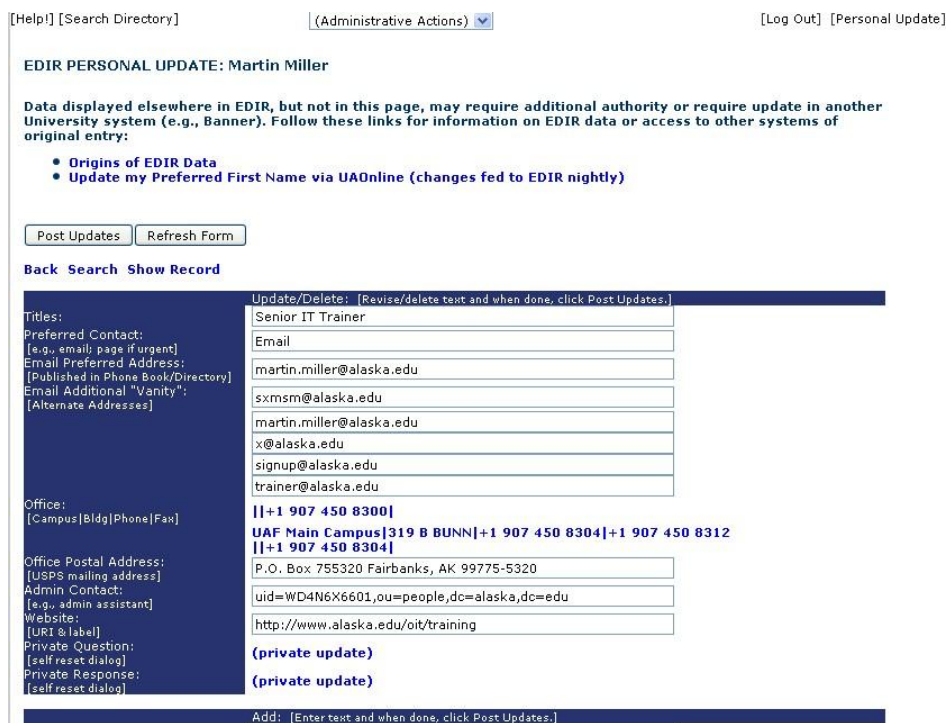 [Help!] [Search Directory] (Administrative Actions) [Log Out] [Personal Update]
EDIR PERSONAL UPDATE: Martin Miller
Data displayed elsewhere in EDIR, but not in this page, may require additional authority or require update in another
University system (e.g., Banner). Follow these links for information on EDIR data or access to other systems of
original entry:
Origins of EDIR Data
Update my Preferred First Name via UAOnline (changes fed to EDIR nightly)
Post Updates Refresh Form
Back Search Show Record
Update/Delete: [Revise/delete text and when done, click Post Updates.]
Titles: Senior IT Trainer
Preferred Contact: Email
[e.g., email; page if urgent]
Email Preferred Address: martin.miller@alaska.edu
[Published in Phone Book/Directory]
Email Additional "Vanity": sxmsm@alaska.edu
[Alternate Addresses]
martin.miller@alaska.edu
x@alaska.edu
signup@alaska.edu
trainer@alaska.edu
Office: ||+1 907 450 8300|
[Campus|Bldg|Phone|Fax]
UAF Main Campus|319 B BUNN|+1 907 450 8304|+1 907 450 8312
||+1 907 450 8304|
Office Postal Address: P.O. Box 755320 Fairbanks, AK 99775-5320
[USPS mailing address]
Admin Contact: uid=WD4N6X6601,ou=people,dc=alaska,dc=edu
[e.g., admin assistant]
Website: http://www.alaska.edu/oit/training
[URI & label]
Private Question: (private update)
[self reset dialog]
Private Response: (private update)
[self reset dialog]
Add: [Enter text and when done, click Post Updates.]